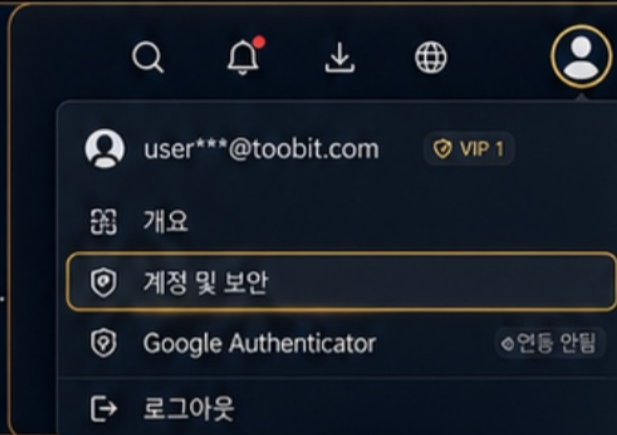 user***@toobit.com VIP 1
개요
계정 및 보안
Google Authenticator 연동 안됨
로그아웃